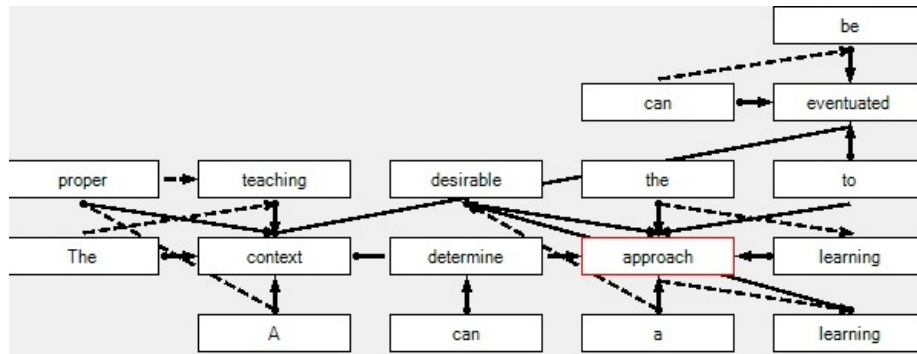 be
can eventuated
proper teaching desirable the to
The context determine approach learning
A can a learning